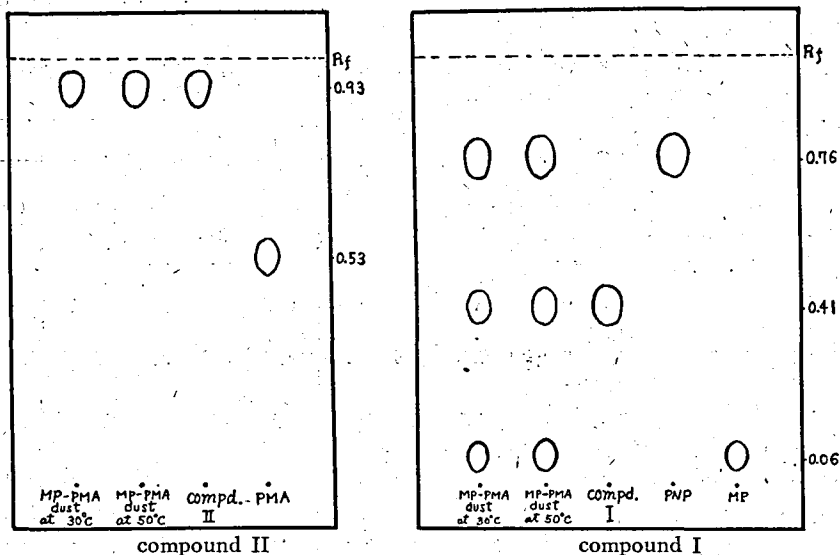 Rf
0.93
0.53
MP-PMA dust at 30°C
MP-PMA dust at 50°C
compd. II
PMA
compound II
Rf
0.76
0.41
0.06
MP-PMA dust at 30°C
MP-PMA dust at 50°C
compd. I
PNP
MP
compound I